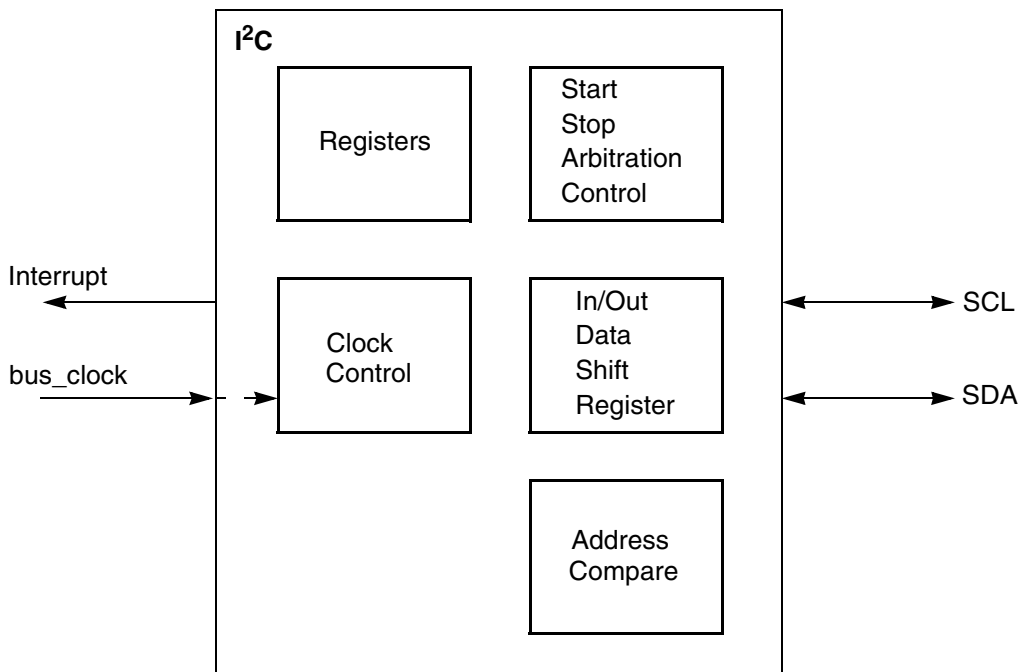 I²C
Registers
Start
Stop
Arbitration
Control
Interrupt
bus_clock
Clock
Control
In/Out
Data
Shift
Register
SCL
SDA
Address
Compare